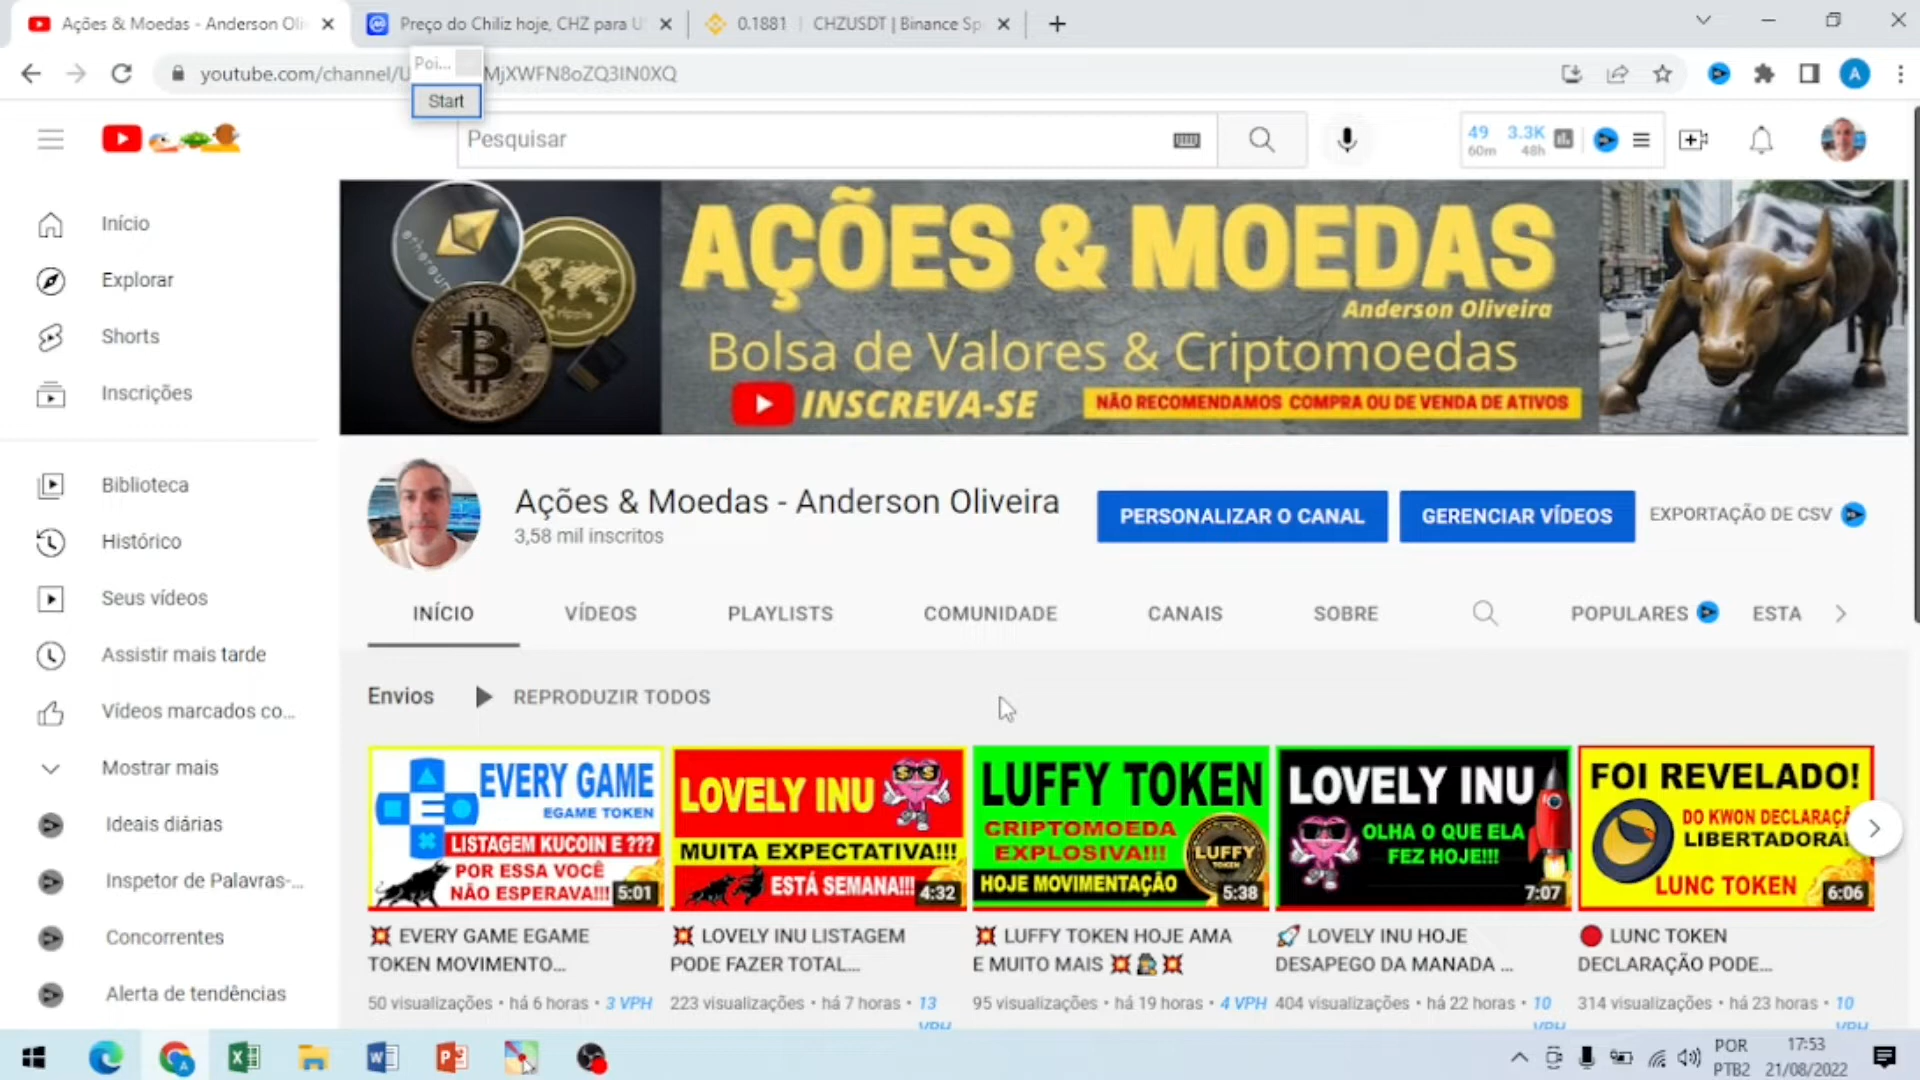 Ações & Moedas - Anderson Oli
Preço do Chiliz hoje, CHZ para U
0.1881 | CHZUSDT | Binance Sp
youtube.com/channel/U
MjXWFN8oZQ3IN0XQ
Poi...
Start
Pesquisar
49
60m
3.3K
48h
Início
Explorar
Shorts
Inscrições
Biblioteca
Histórico
Seus vídeos
Assistir mais tarde
Vídeos marcados co...
Mostrar mais
Ideais diárias
Inspetor de Palavras-...
Concorrentes
Alerta de tendências
AÇÕES & MOEDAS
Anderson Oliveira
Bolsa de Valores & Criptomoedas
INSCREVA-SE
NÃO RECOMENDAMOS COMPRA OU DE VENDA DE ATIVOS
Ações & Moedas - Anderson Oliveira
3,58 mil inscritos
PERSONALIZAR O CANAL
GERENCIAR VÍDEOS
EXPORTAÇÃO DE CSV
INÍCIO
VÍDEOS
PLAYLISTS
COMUNIDADE
CANAIS
SOBRE
POPULARES
ESTA
Envios
REPRODUZIR TODOS
EVERY GAME
EGAME TOKEN
LISTAGEM KUCOIN E ???
POR ESSA VOCÊ
NÃO ESPERAVA!!!
5:01
💥 EVERY GAME EGAME
TOKEN MOVIMENTO...
50 visualizações • há 6 horas • 3 VPH
LOVELY INU
MUITA EXPECTATIVA!!!
ESTÁ SEMANA!!!
4:32
💥 LOVELY INU LISTAGEM
PODE FAZER TOTAL...
223 visualizações • há 7 horas • 13
VPH
LUFFY TOKEN
CRIPTOMOEDA
EXPLOSIVA!!!
HOJE MOVIMENTAÇÃO
LUFFY
TOKEN
5:38
💥 LUFFY TOKEN HOJE AMA
E MUITO MAIS
95 visualizações • há 19 horas • 4 VPH
LOVELY INU
OLHA O QUE ELA
FEZ HOJE!!!
7:07
🚀 LOVELY INU HOJE
DESAPEGO DA MANADA ...
404 visualizações • há 22 horas • 10
VPH
FOI REVELADO!
DO KWON DECLARAÇÃ
LIBERTADORA!
LUNC TOKEN
6:06
🔴 LUNC TOKEN
DECLARAÇÃO PODE...
314 visualizações • há 23 horas • 10
VPH
POR
PTB2
17:53
21/08/2022